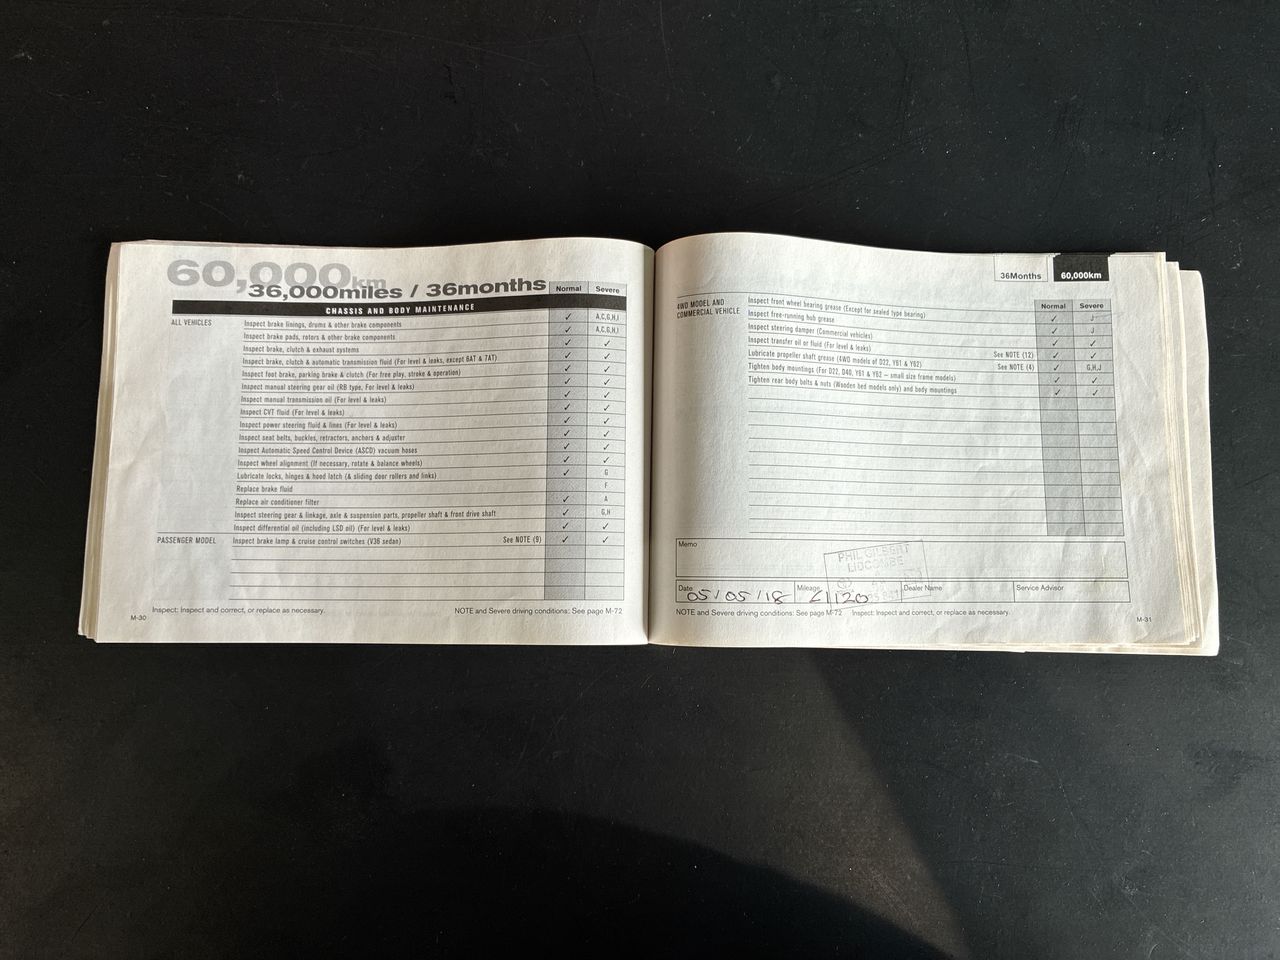 60,000km
36,000miles / 36months
Normal Severe
CHASSIS AND BODY MAINTENANCE
ALL VEHICLES
Inspect brake linings, drums & other brake components ✓ A,C,G,H,I
Inspect brake pads, rotors & other brake components ✓ A,C,G,H,I
Inspect brake, clutch & exhaust systems ✓ ✓
Inspect brake, clutch & automatic transmission fluid (For level & leaks, except 6AT & 7AT) ✓ ✓
Inspect foot brake, parking brake & clutch (For free play, stroke & operation) ✓ ✓
Inspect manual steering gear oil (RB type, For level & leaks) ✓ ✓
Inspect manual transmission oil (For level & leaks) ✓ ✓
Inspect CVT fluid (For level & leaks) ✓ ✓
Inspect power steering fluid & lines (For level & leaks) ✓ ✓
Inspect seat belts, buckles, retractors, anchors & adjuster ✓ ✓
Inspect Automatic Speed Control Device (ASCD) vacuum hoses ✓ ✓
Inspect wheel alignment (If necessary, rotate & balance wheels) ✓ ✓
Lubricate locks, hinges & hood latch (& sliding door rollers and links) ✓ G
Replace brake fluid F
Replace air conditioner filter ✓ A
Inspect steering gear & linkage, axle & suspension parts, propeller shaft & front drive shaft ✓ G,H
Inspect differential oil (including LSD oil) (For level & leaks) ✓ ✓
PASSENGER MODEL Inspect brake lamp & cruise control switches (V36 sedan) See NOTE (9) ✓ ✓
Inspect: Inspect and correct, or replace as necessary. NOTE and Severe driving conditions: See page M-72
M-30
36Months 60,000km
Normal Severe
4WD MODEL AND
COMMERCIAL VEHICLE
Inspect front wheel bearing grease (Except for sealed type bearing) ✓ J
Inspect free-running hub grease ✓ J
Inspect steering damper (Commercial vehicles) ✓ ✓
Inspect transfer oil or fluid (For level & leaks) ✓ ✓
Lubricate propeller shaft grease (4WD models of D22, Y61 & Y62) See NOTE (12) ✓ G,H,J
Tighten body mountings (For D22, D40, Y61 & Y62 – small size frame models) See NOTE (4) ✓ ✓
Tighten rear body bolts & nuts (Wooden bed models only) and body mountings ✓ ✓
Memo
PHIL GILBERT
LIDCOMBE
Date 05/05/18 Mileage 61120 Dealer Name Service Advisor
NOTE and Severe driving conditions: See page M-72 Inspect: Inspect and correct, or replace as necessary.
M-31